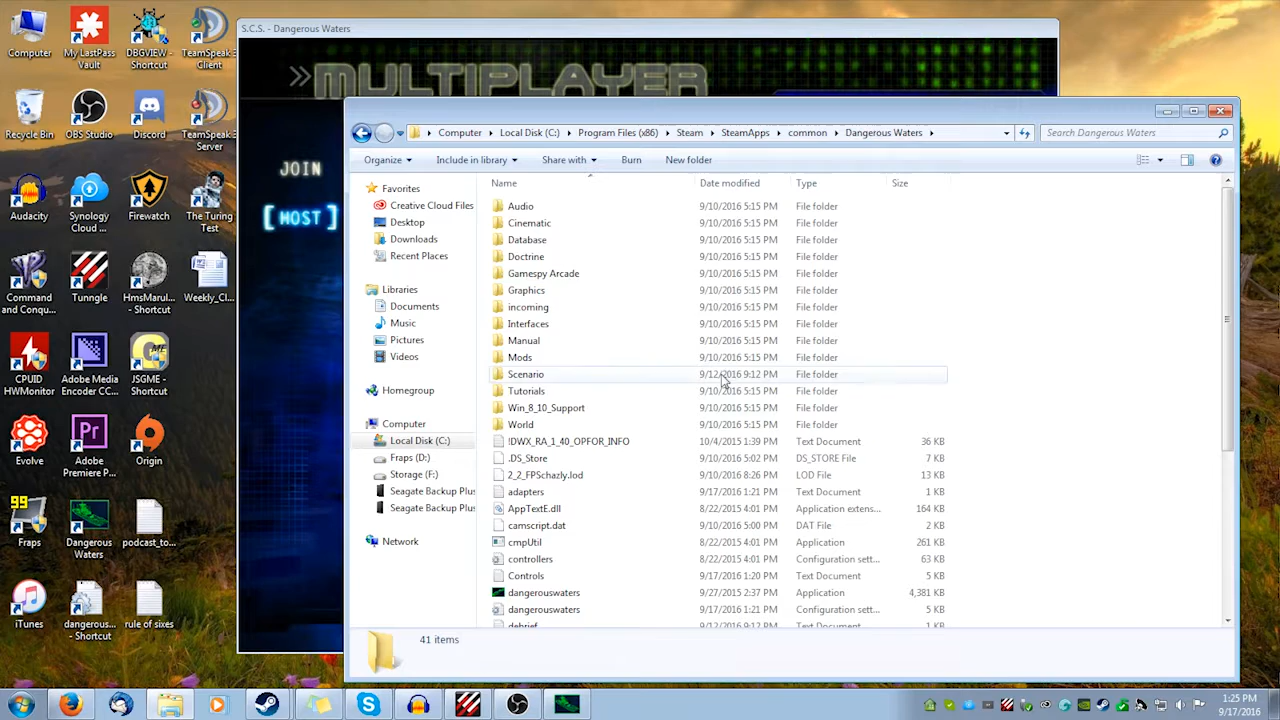 Computer
My LastPass Vault
DBGVIEW - Shortcut
TeamSpeak Client
Recycle Bin
OBS Studio
Discord
TeamSpeak Server
Audacity
Synology Cloud ...
Firewatch
The Turing Test
Command and Conqu...
Tunngle
HmsMarul... - Shortcut
Weekly_Cl...
CPUID HWMonitor
Adobe Media Encoder CC...
JSGME - Shortcut
Evolve
Adobe Premiere P...
Origin
99
Fraps
Dangerous Waters
podcast_to...
iTunes
dangerous... - Shortcut
rule of sixes
S.C.S. - Dangerous Waters
MULTIPLAYER
JOIN
[HOST]
Computer
Local Disk (C:)
Program Files (x86)
Steam
SteamApps
common
Dangerous Waters
Search Dangerous Waters
Organize
Include in library
Share with
Burn
New folder
Favorites
Creative Cloud Files
Desktop
Downloads
Recent Places
Libraries
Documents
Music
Pictures
Videos
Homegroup
Computer
Local Disk (C:)
Fraps (D:)
Storage (F:)
Seagate Backup Plus
Seagate Backup Plus
Network
Name Date modified Type Size
Audio 9/10/2016 5:15 PM File folder
Cinematic 9/10/2016 5:15 PM File folder
Database 9/10/2016 5:15 PM File folder
Doctrine 9/10/2016 5:15 PM File folder
Gamespy Arcade 9/10/2016 5:15 PM File folder
Graphics 9/10/2016 5:15 PM File folder
incoming 9/10/2016 5:15 PM File folder
Interfaces 9/10/2016 5:15 PM File folder
Manual 9/10/2016 5:15 PM File folder
Mods 9/10/2016 5:15 PM File folder
Scenario 9/12/2016 9:12 PM File folder
Tutorials 9/10/2016 5:15 PM File folder
Win_8_10_Support 9/10/2016 5:15 PM File folder
World 9/10/2016 5:15 PM File folder
!DWX_RA_1_40_OPFOR_INFO 10/4/2015 1:39 PM Text Document 36 KB
.DS_Store 9/10/2016 5:02 PM DS_STORE File 7 KB
2_2_FPSchazly.lod 9/10/2016 8:26 PM LOD File 13 KB
adapters 9/17/2016 1:21 PM Text Document 1 KB
AppTextE.dll 8/22/2015 4:01 PM Application extens... 164 KB
camscript.dat 9/10/2016 5:00 PM DAT File 2 KB
cmpUtil 8/22/2015 4:01 PM Application 261 KB
controllers 8/22/2015 4:01 PM Configuration sett... 63 KB
Controls 9/17/2016 1:20 PM Text Document 5 KB
dangerouswaters 9/27/2015 2:37 PM Application 4,381 KB
dangerouswaters 9/17/2016 1:21 PM Configuration sett... 5 KB
debrief 9/12/2016 9:12 PM Text Document 1 KB
41 items
1:25 PM
9/17/2016